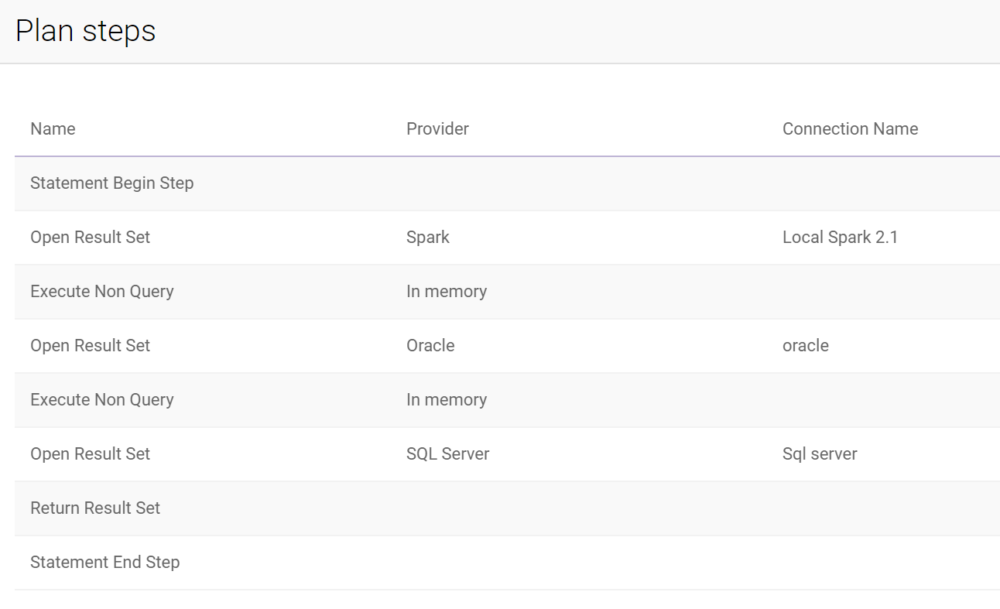 Plan steps
Name Provider Connection Name
Statement Begin Step
Open Result Set Spark Local Spark 2.1
Execute Non Query In memory
Open Result Set Oracle oracle
Execute Non Query In memory
Open Result Set SQL Server Sql server
Return Result Set
Statement End Step